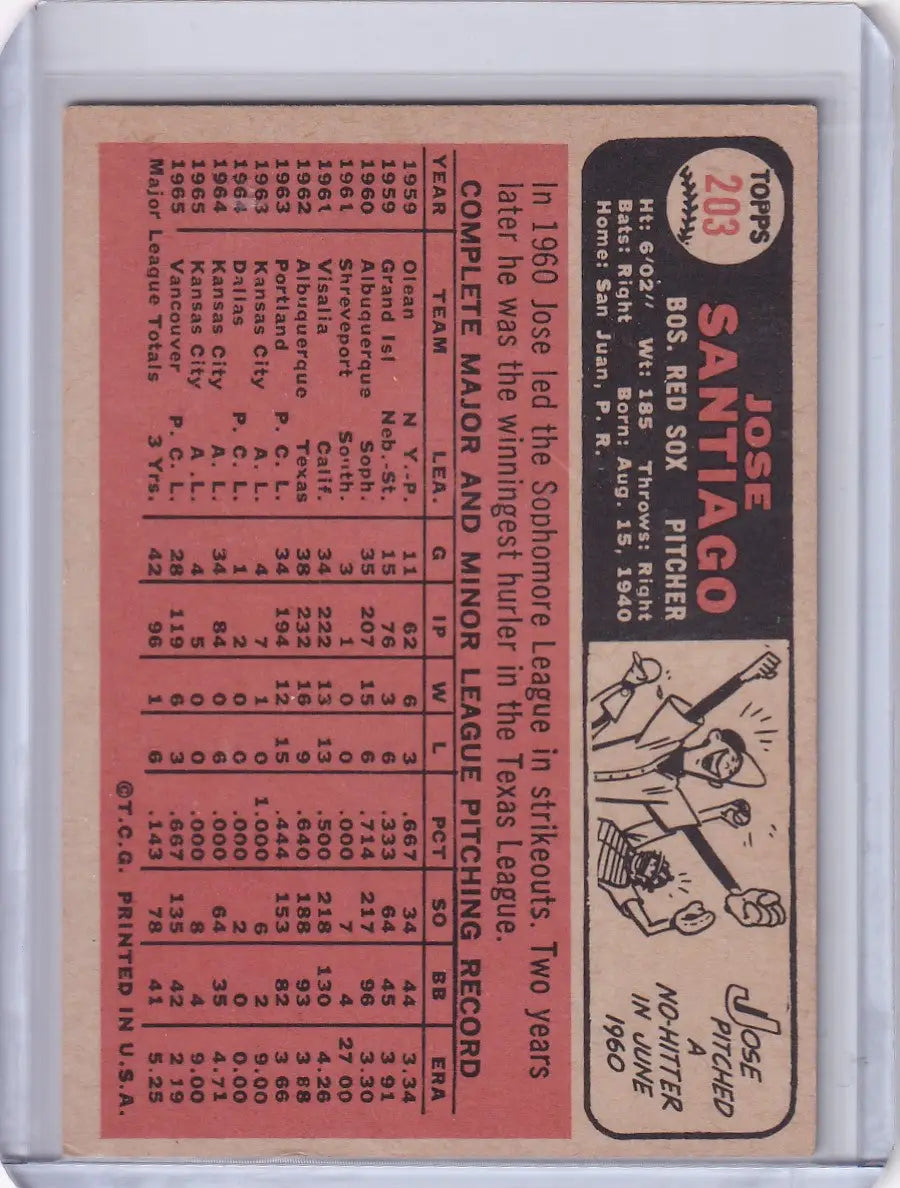 TOPPS
203
JOSE
SANTIAGO
BOS. RED SOX PITCHER
Ht: 6'02" Wt: 185 Throws: Right
Bats: Right Born: Aug. 15, 1940
Home: San Juan, P. R.
JOSE
PITCHED
A
NO-HITTER
IN JUNE
1960
In 1960 Jose led the Sophomore League in strikeouts. Two years
later he was the winningest hurler in the Texas League.
COMPLETE MAJOR AND MINOR LEAGUE PITCHING RECORD
YEAR TEAM LEA. G IP W L PCT SO BB ERA
1959 Olean N Y.-P. 11 62 6 3 .667 34 44 3.34
1959 Grand Isl Neb.-St. 15 76 3 6 .333 64 45 3 91
1960 Albuquerque Soph. 35 207 15 6 .714 217 96 3.30
1961 Shreveport South. 3 1 0 0 .000 7 4 27 00
1961 Visalia Calif. 34 222 13 13 .500 218 130 4.26
1962 Albuquerque Texas 38 232 16 9 .640 188 93 3 88
1963 Portland P. C. L. 34 194 12 15 .444 153 82 3 66
1963 Kansas City A. L. 4 7 1 0 1.000 6 2 9.00
1964 Dallas P. C. L. 1 2 0 0 .000 2 0 0.00
1964 Kansas City A. L. 34 84 0 6 .000 64 35 4.71
1965 Kansas City A .L. 4 5 0 0 .000 8 4 9.00
1965 Vancouver P. C. L. 28 119 6 3 .667 135 42 2 19
Major League Totals 3 Yrs. 42 96 1 6 .143 78 41 5.25
©T.C.G. PRINTED IN U.S.A.